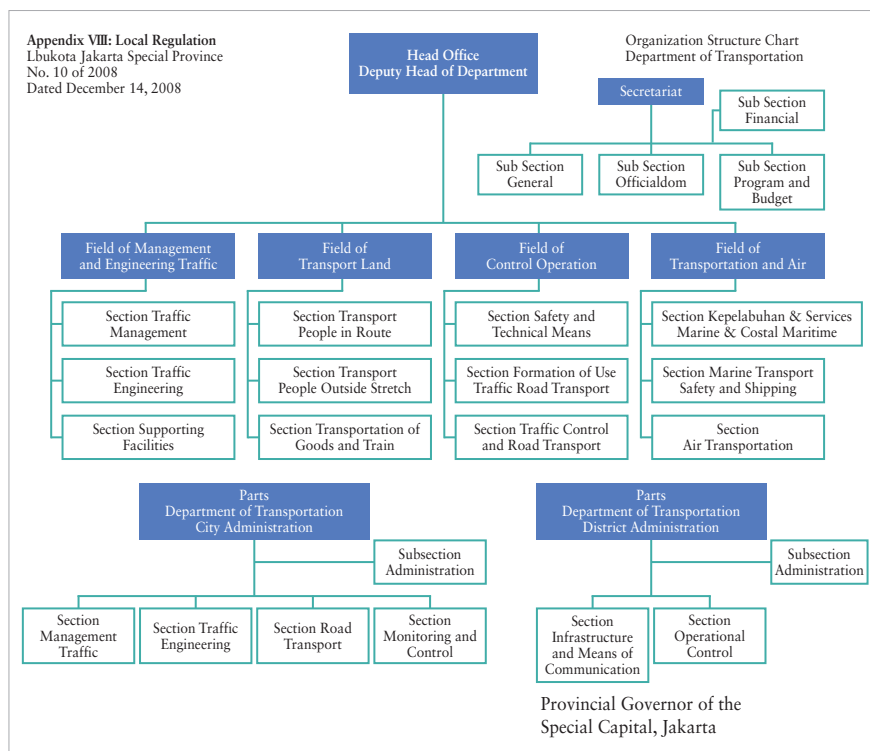 Appendix VIII: Local Regulation
Lbukota Jakarta Special Province
No. 10 of 2008
Dated December 14, 2008
Head Office
Deputy Head of Department
Organization Structure Chart
Department of Transportation
Secretariat
Sub Section
Financial
Sub Section
General
Sub Section
Officialdom
Sub Section
Program and
Budget
Field of Management
and Engineering Traffic
Field of
Transport Land
Field of
Control Operation
Field of
Transportation and Air
Section Traffic
Management
Section Transport
People in Route
Section Safety and
Technical Means
Section Kepelabuhan & Services
Marine & Costal Maritime
Section Traffic
Engineering
Section Transport
People Outside Stretch
Section Formation of Use
Traffic Road Transport
Section Marine Transport
Safety and Shipping
Section Supporting
Facilities
Section Transportation of
Goods and Train
Section Traffic Control
and Road Transport
Section
Air Transportation
Parts
Department of Transportation
City Administration
Parts
Department of Transportation
District Administration
Subsection
Administration
Subsection
Administration
Section
Management
Traffic
Section Traffic
Engineering
Section Road
Transport
Section
Monitoring and
Control
Section
Infrastructure
and Means of
Communication
Section
Operational
Control
Provincial Governor of the
Special Capital, Jakarta